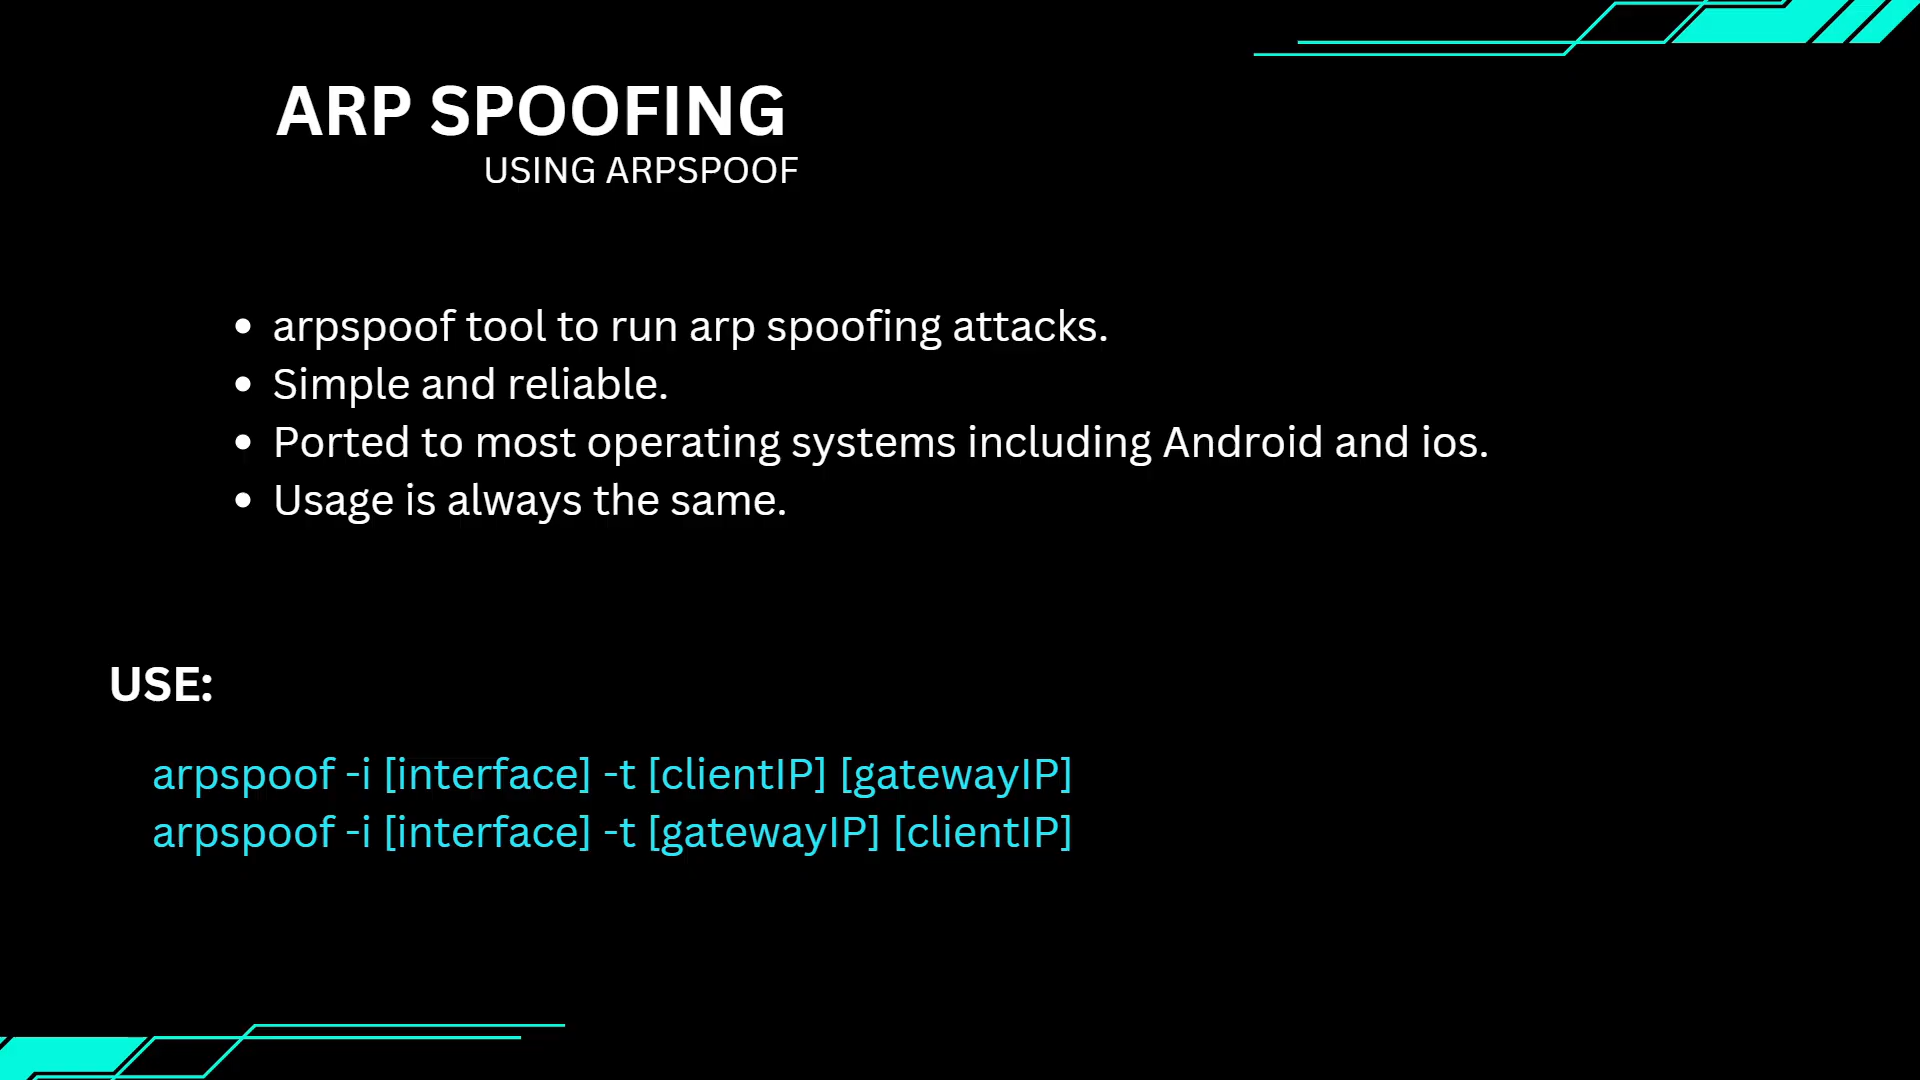 ARP SPOOFING
USING ARPSPOOF
• arpspoof tool to run arp spoofing attacks.
• Simple and reliable.
• Ported to most operating systems including Android and ios.
• Usage is always the same.
USE:
arpspoof -i [interface] -t [clientIP] [gatewayIP]
arpspoof -i [interface] -t [gatewayIP] [clientIP]